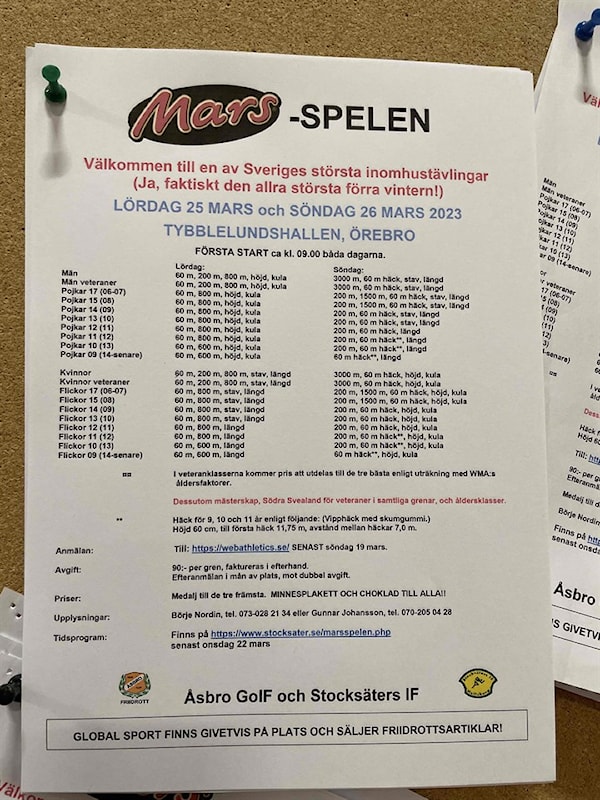 Mars -SPELEN
Välkommen till en av Sveriges största inomhustävlingar
(Ja, faktiskt den allra största förra vintern!)
LÖRDAG 25 MARS och SÖNDAG 26 MARS 2023
TYBBLELUNDSHALLEN, ÖREBRO
FÖRSTA START ca kl. 09.00 båda dagarna.
Lördag: Söndag:
Män 60 m, 200 m, 800 m, höjd, kula 3000 m, 60 m häck, stav, längd
Män veteraner 60 m, 200 m, 800 m, höjd, kula 3000 m, 60 m häck, stav, längd
Pojkar 17 (06-07) 60 m, 800 m, höjd, kula 200 m, 1500 m, 60 m häck, stav, längd
Pojkar 15 (08) 60 m, 800 m, höjd, kula 200 m, 1500 m, 60 m häck, stav, längd
Pojkar 14 (09) 60 m, 800 m, höjd, kula 200 m, 60 m häck, stav, längd
Pojkar 13 (10) 60 m, 800 m, höjd, kula 200 m, 60 m häck, stav, längd
Pojkar 12 (11) 60 m, 800 m, höjd, kula 200 m, 60 m häck, längd
Pojkar 11 (12) 60 m, 800 m, höjd, kula 200 m, 60 m häck**, längd
Pojkar 10 (13) 60 m, 600 m, höjd, kula 200 m, 60 m häck**, längd
Pojkar 09 (14-senare) 60 m, 600 m, höjd, kula 60 m häck**, längd
Kvinnor 60 m, 200 m, 800 m, stav, längd 3000 m, 60 m häck, höjd, kula
Kvinnor veteraner 60 m, 200 m, 800 m, stav, längd 3000 m, 60 m häck, höjd, kula
Flickor 17 (06-07) 60 m, 800 m, stav, längd 200 m, 1500 m, 60 m häck, höjd, kula
Flickor 15 (08) 60 m, 800 m, stav, längd 200 m, 1500 m, 60 m häck, höjd, kula
Flickor 14 (09) 60 m, 800 m, stav, längd 200 m, 60 m häck, höjd, kula
Flickor 13 (10) 60 m, 800 m, stav, längd 200 m, 60 m häck, höjd, kula
Flickor 12 (11) 60 m, 800 m, längd 200 m, 60 m häck, höjd, kula
Flickor 11 (12) 60 m, 800 m, längd 200 m, 60 m häck**, höjd, kula
Flickor 10 (13) 60 m, 600 m, längd 200 m, 60 m häck**, höjd, kula
Flickor 09 (14-senare) 60 m, 600 m, längd 60 m häck**, höjd, kula
¤¤ I veteranklasserna kommer pris att utdelas till de tre bästa enligt uträkning med WMA:s
åldersfaktorer.
Dessutom mästerskap, Södra Svealand för veteraner i samtliga grenar, och åldersklasser.
** Häck för 9, 10 och 11 år enligt följande: (Vipphäck med skumgummi.)
Höjd 60 cm, till första häck 11,75 m, avstånd mellan häckar 7,0 m.
Anmälan: Till: https://webathletics.se/ SENAST söndag 19 mars.
Avgift: 90:- per gren, faktureras i efterhand.
Efteranmälan i mån av plats, mot dubbel avgift.
Priser: Medalj till de tre främsta. MINNESPLAKETT OCH CHOKLAD TILL ALLA!!
Upplysningar: Börje Nordin, tel. 073-028 21 34 eller Gunnar Johansson, tel. 070-205 04 28
Tidsprogram: Finns på https://www.stocksater.se/marsspelen.php
senast onsdag 22 mars
ÅSBRO
FRIIDROTT
Åsbro GoIF och Stocksäters IF
GLOBAL SPORT FINNS GIVETVIS PÅ PLATS OCH SÄLJER FRIIDROTTSARTIKLAR!
Män
Män veteraner
Pojkar 17 (06-07)
Pojkar 15 (08)
Pojkar 14 (09)
Pojkar 13 (10)